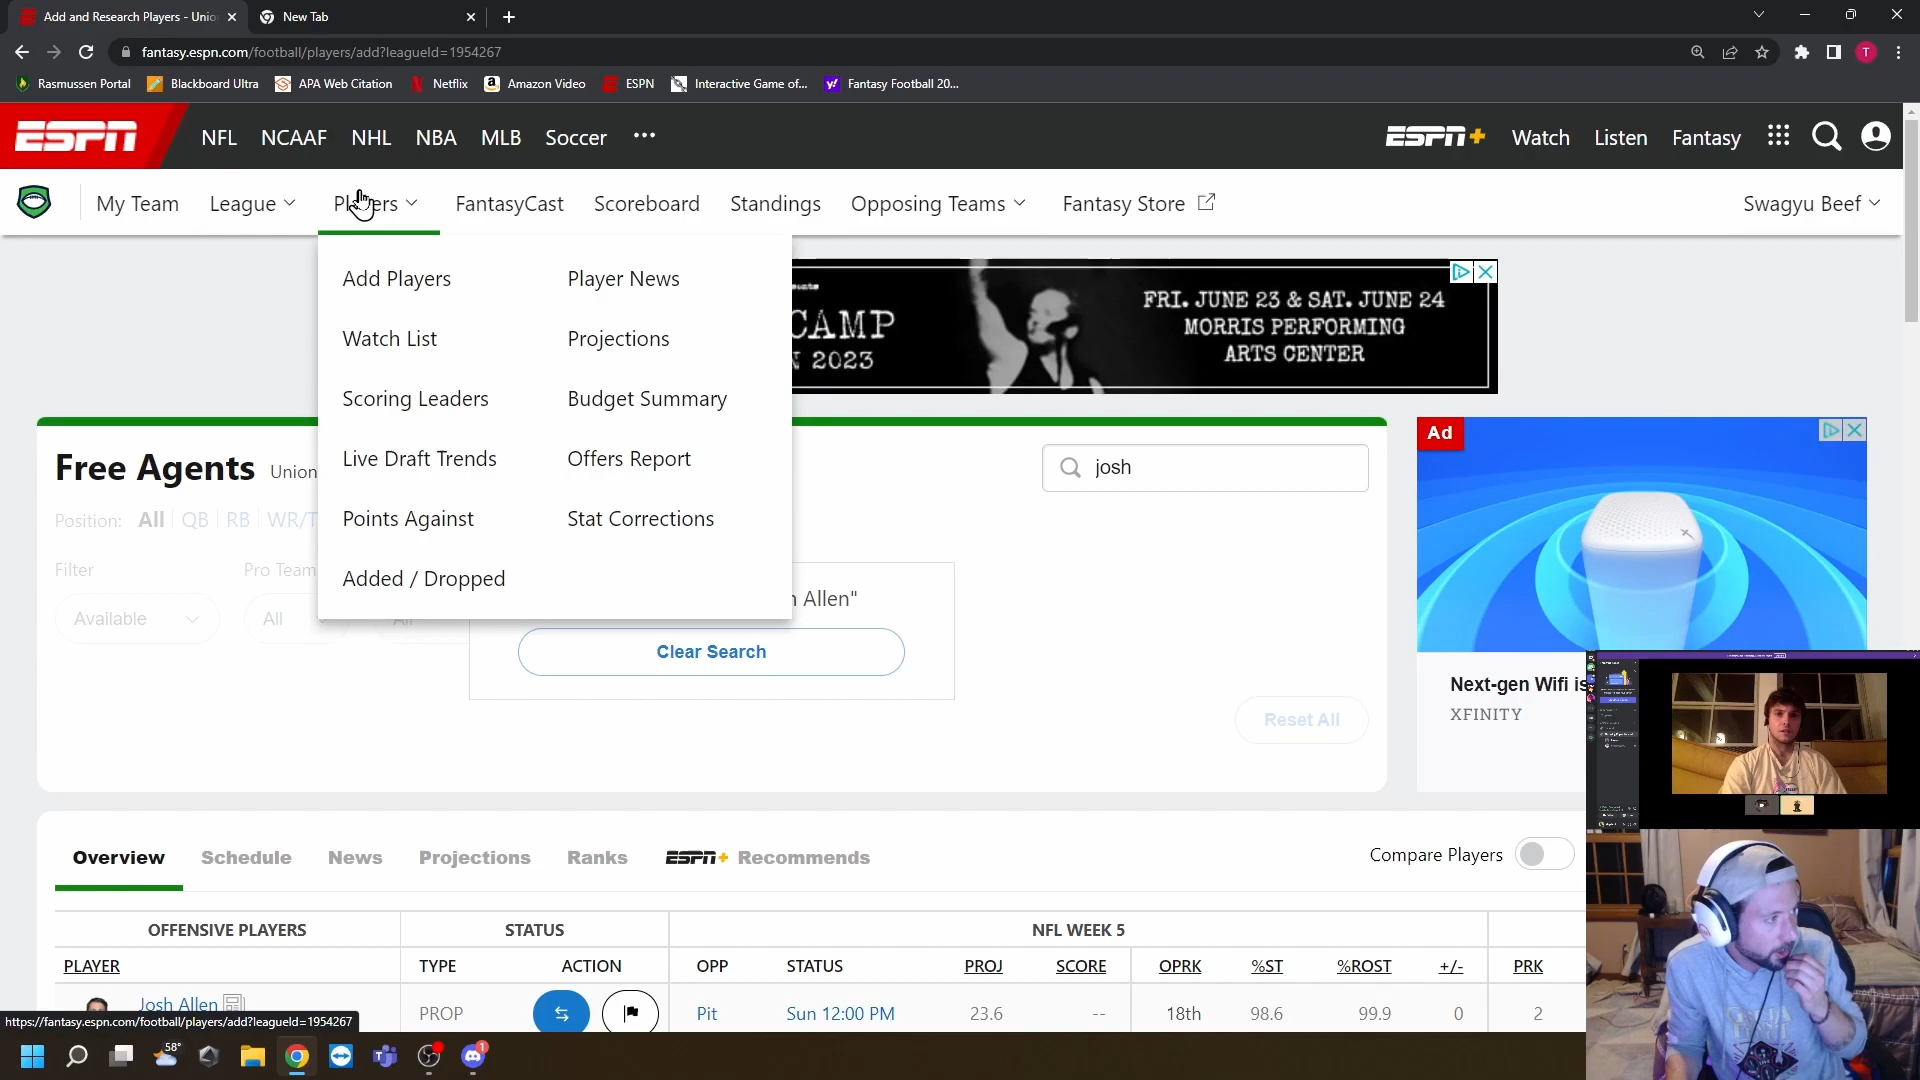 Add and Research Players - Unio
New Tab
fantasy.espn.com/football/players/add?leagueId=1954267
T
Rasmussen Portal
Blackboard Ultra
APA Web Citation
Netflix
Amazon Video
ESPN
Interactive Game of...
Fantasy Football 20...
ESPN
NFL
NCAAF
NHL
NBA
MLB
Soccer
ESPN+
Watch
Listen
Fantasy
My Team
League
Players
FantasyCast
Scoreboard
Standings
Opposing Teams
Fantasy Store
Swagyu Beef
Add Players
Player News
Watch List
Projections
Scoring Leaders
Budget Summary
Live Draft Trends
Offers Report
Points Against
Stat Corrections
Added / Dropped
CAMP
2023
FRI. JUNE 23 & SAT. JUNE 24
MORRIS PERFORMING
ARTS CENTER
Free Agents
Union
josh
Position: All QB RB WR/T
Filter
Pro Team
Available
All
All
Allen"
Clear Search
Reset All
Ad
Next-gen Wifi is
XFINITY
Overview
Schedule
News
Projections
Ranks
ESPN+ Recommends
Compare Players
OFFENSIVE PLAYERS
STATUS
NFL WEEK 5
PLAYER
TYPE
ACTION
OPP
STATUS
PROJ
SCORE
OPRK
%ST
%ROST
+/-
PRK
Josh Allen
PROP
Pit
Sun 12:00 PM
23.6
--
18th
98.6
99.9
0
2
https://fantasy.espn.com/football/players/add?leagueId=1954267
58°
1